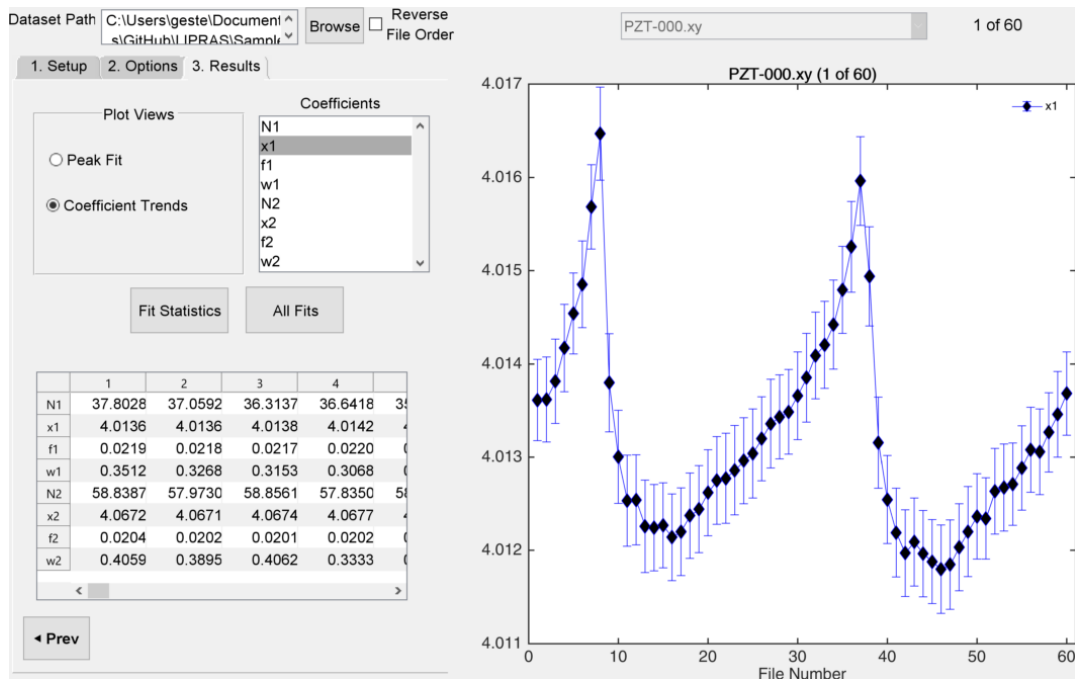 Dataset Path
C:\Users\geste\Document
s\GitHub\LIPRAS\Sample
Browse
Reverse
File Order
PZT-000.xy
1 of 60
1. Setup
2. Options
3. Results
Plot Views
Peak Fit
Coefficient Trends
Coefficients
N1
x1
f1
w1
N2
x2
f2
w2
Fit Statistics
All Fits
1 2 3 4
N1 37.8028 37.0592 36.3137 36.6418 35
x1 4.0136 4.0136 4.0138 4.0142
f1 0.0219 0.0218 0.0217 0.0220
w1 0.3512 0.3268 0.3153 0.3068
N2 58.8387 57.9730 58.8561 57.8350
x2 4.0672 4.0671 4.0674 4.0677
f2 0.0204 0.0202 0.0201 0.0202
w2 0.4059 0.3895 0.4062 0.3333
Prev
PZT-000.xy (1 of 60)
x1
4.017
4.016
4.015
4.014
4.013
4.012
4.011
0 10 20 30 40 50 60
File Number